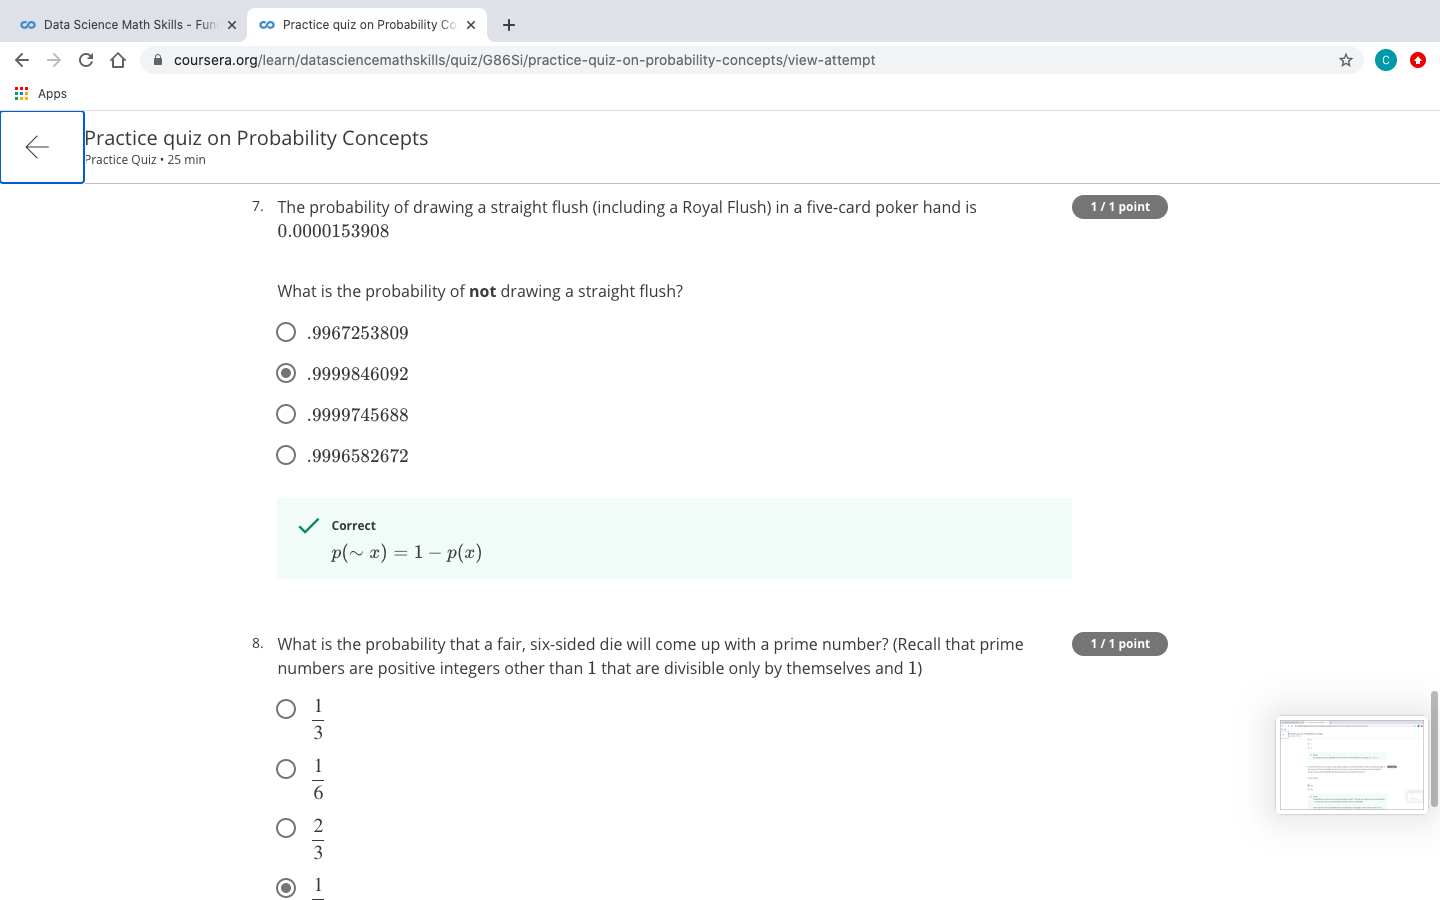 Data Science Math Skills - Fun
Practice quiz on Probability Co
coursera.org/learn/datasciencemathskills/quiz/G86Si/practice-quiz-on-probability-concepts/view-attempt
C
Apps
Practice quiz on Probability Concepts
Practice Quiz • 25 min
7. The probability of drawing a straight flush (including a Royal Flush) in a five-card poker hand is
0.0000153908
1 / 1 point
What is the probability of not drawing a straight flush?
.9967253809
.9999846092
.9999745688
.9996582672
Correct
p(∼ x) = 1 − p(x)
8. What is the probability that a fair, six-sided die will come up with a prime number? (Recall that prime
numbers are positive integers other than 1 that are divisible only by themselves and 1)
1 / 1 point
1
3
1
6
2
3
1